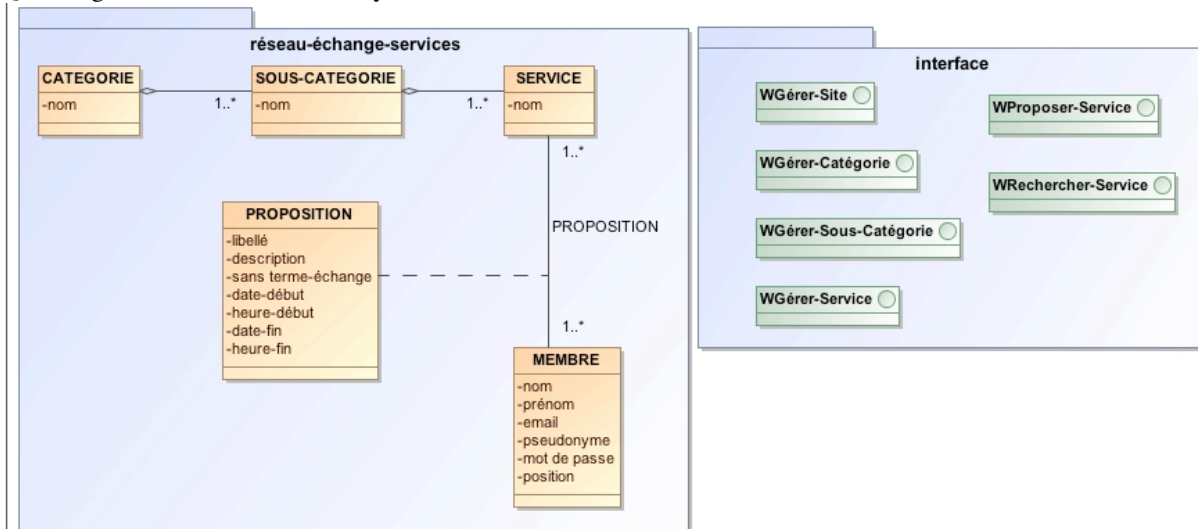 réseau-échange-services
CATEGORIE
-nom
1..*
SOUS-CATEGORIE
-nom
1..*
SERVICE
-nom
1..*
PROPOSITION
PROPOSITION
-libellé
-description
-sans terme-échange
-date-début
-heure-début
-date-fin
-heure-fin
1..*
MEMBRE
-nom
-prénom
-email
-pseudonyme
-mot de passe
-position
interface
WGérer-Site
WGérer-Catégorie
WGérer-Sous-Catégorie
WGérer-Service
WProposer-Service
WRechercher-Service